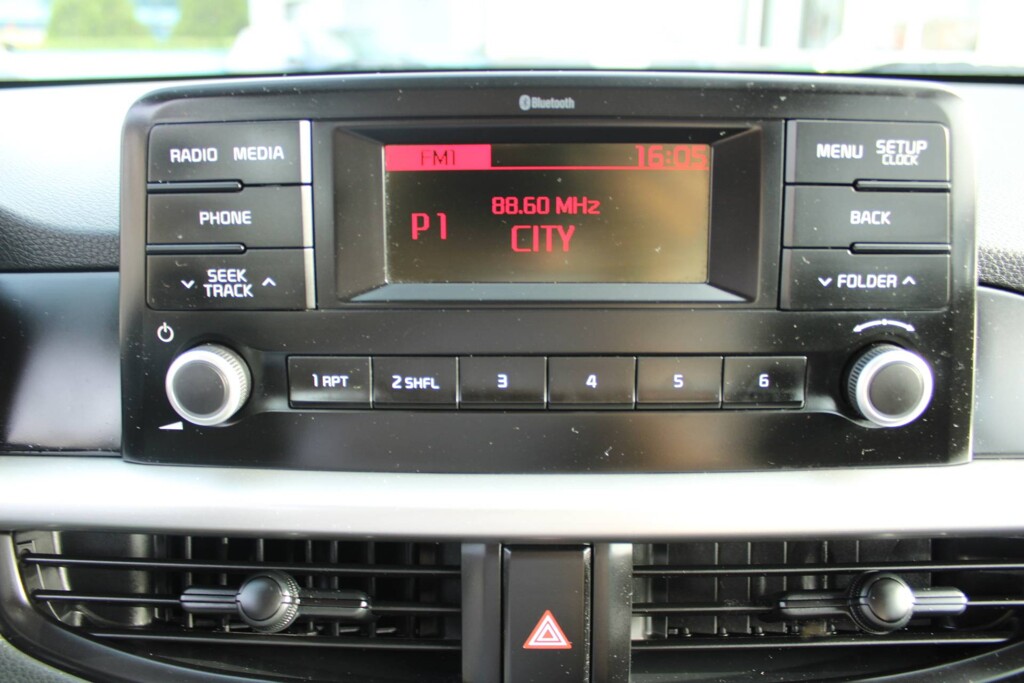 Bluetooth
RADIO MEDIA
PHONE
SEEK
TRACK
FM1 16:05
88.60 MHz
P1 CITY
MENU SETUP
CLOCK
BACK
FOLDER
1 RPT 2 SHFL 3 4 5 6